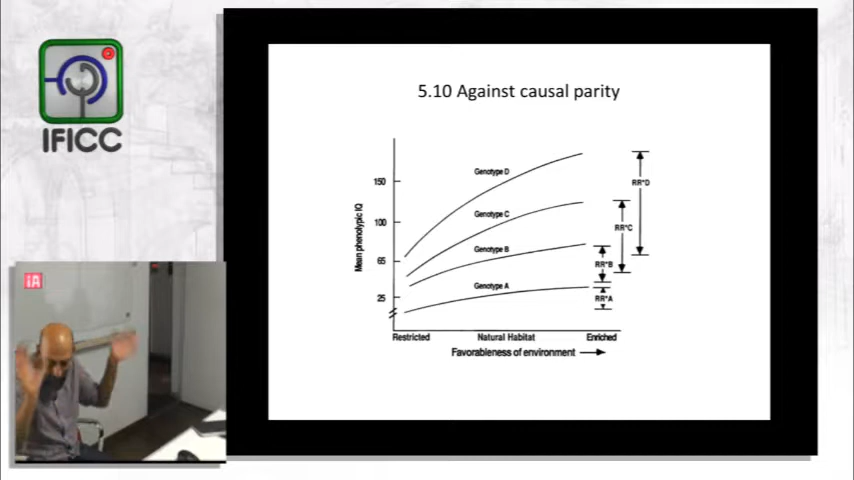 IFICC
5.10 Against causal parity
Mean phenotypic IQ
150
100
65
25
Genotype D
Genotype C
Genotype B
Genotype A
RR*D
RR*C
RR*B
RR*A
Restricted Natural Habitat Enriched
Favorableness of environment
iA